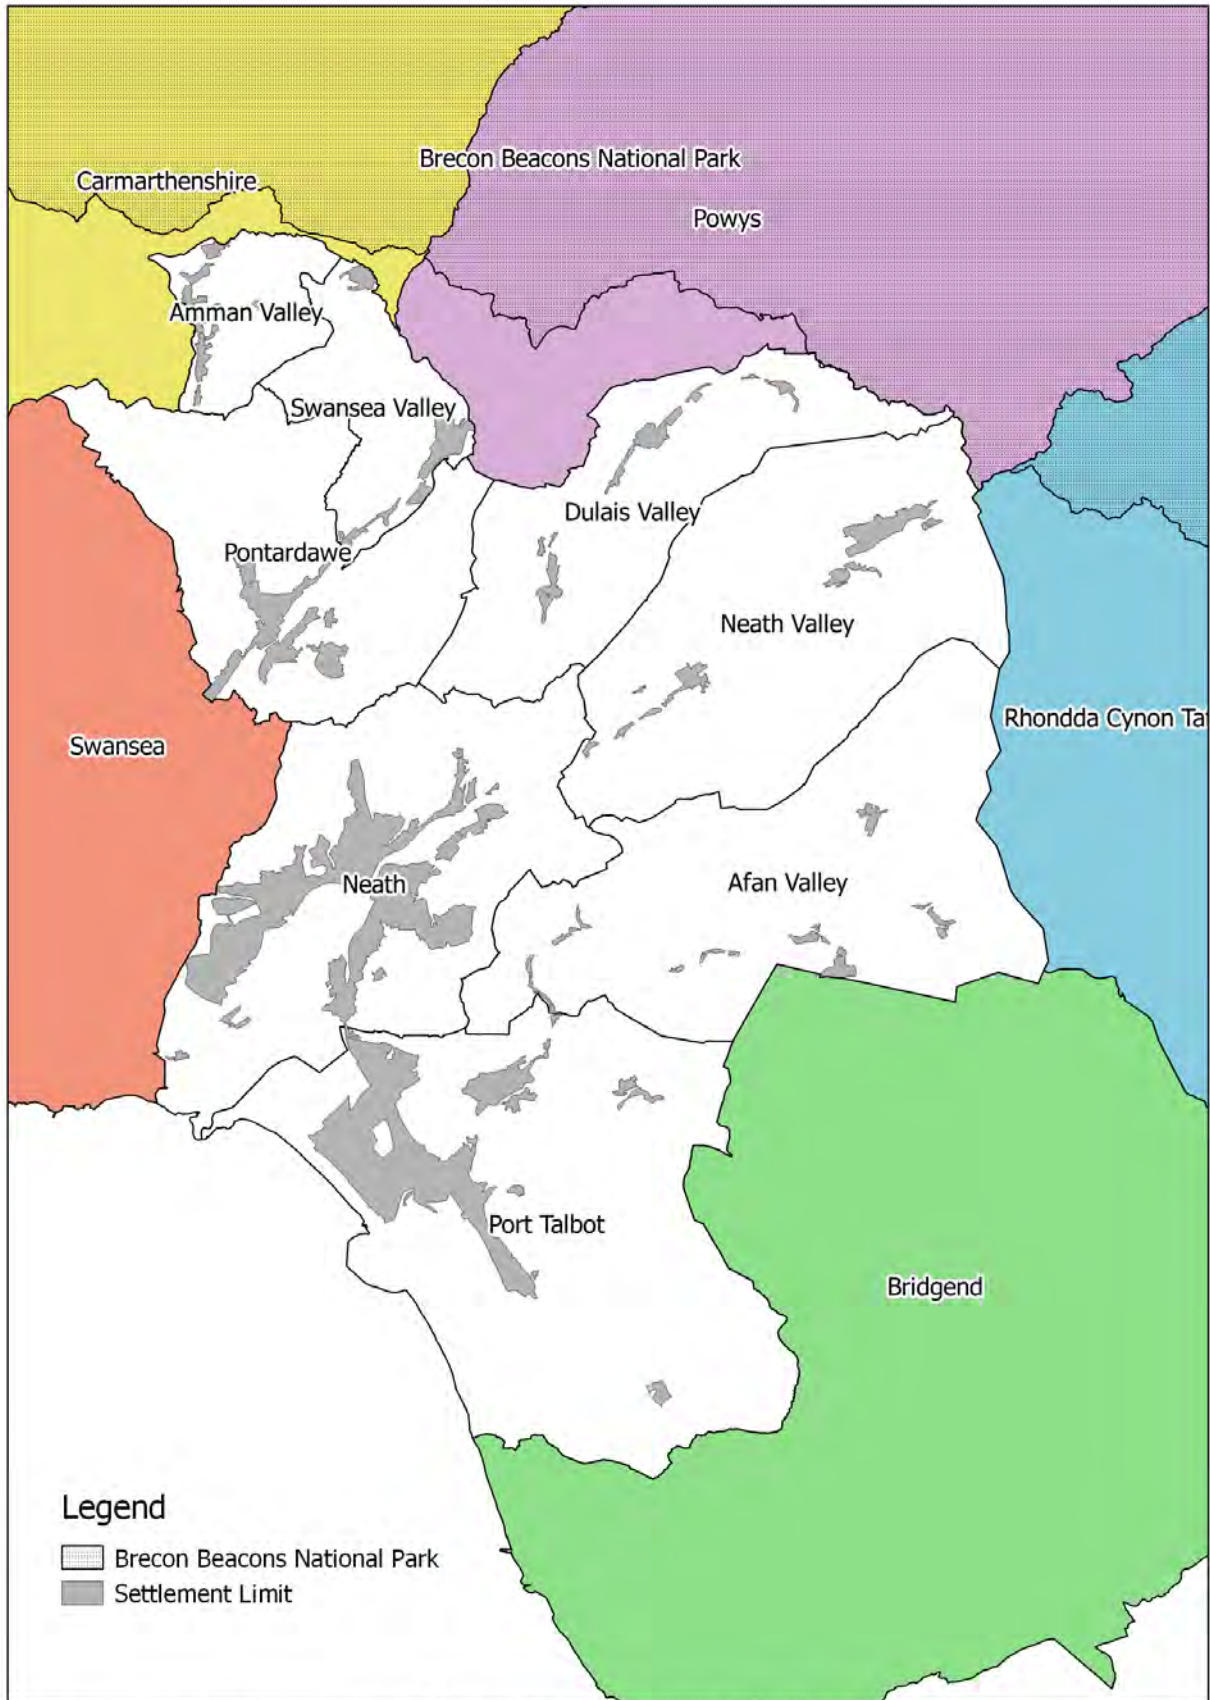 Brecon Beacons National Park
Carmarthenshire
Powys
Amman Valley
Swansea Valley
Dulais Valley
Pontardawe
Neath Valley
Rhondda Cynon Ta
Swansea
Afan Valley
Neath
Port Talbot
Bridgend
Legend
Brecon Beacons National Park
Settlement Limit